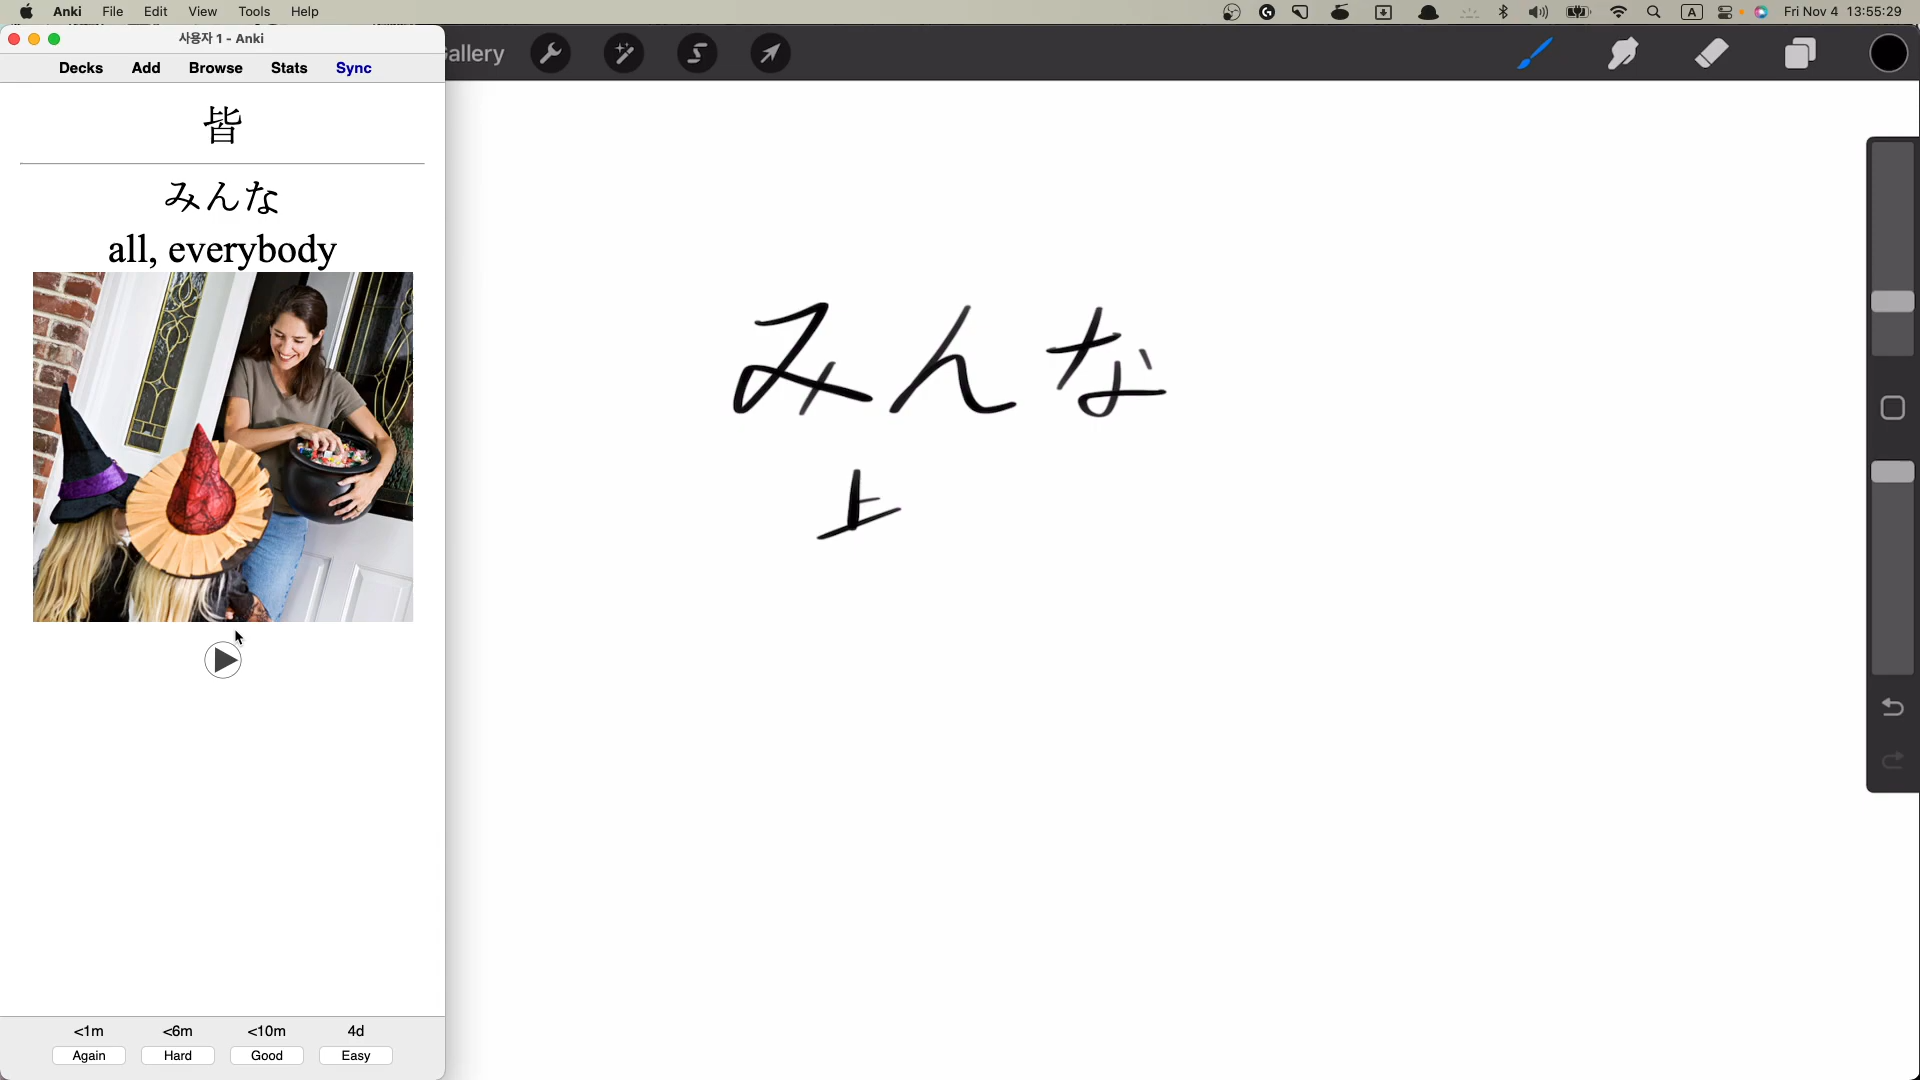 Anki File Edit View Tools Help
A
Fri Nov 4 13:55:29
사용자 1 - Anki
Decks Add Browse Stats Sync
allery
皆
みんな
all, everybody
みんな
上
<1m <6m <10m 4d
Again Hard Good Easy